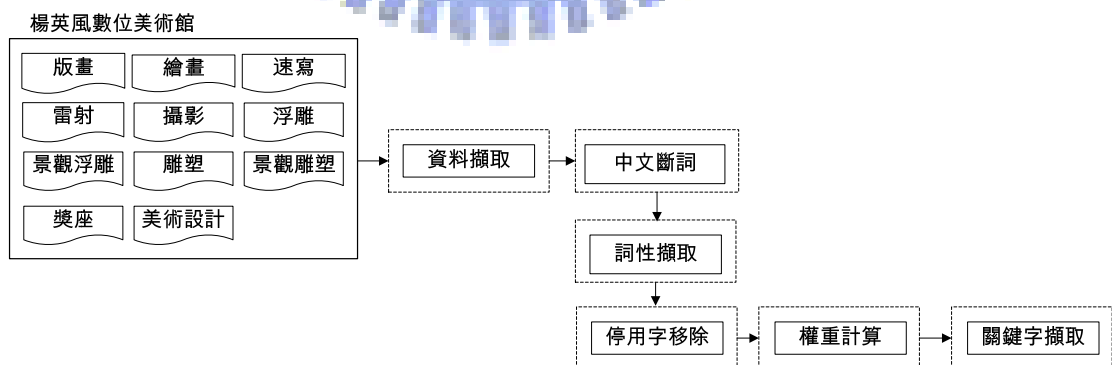 楊英風數位美術館
版畫 繪畫 速寫
雷射 攝影 浮雕
景觀浮雕 雕塑 景觀雕塑
獎座 美術設計
資料擷取
中文斷詞
詞性擷取
停用字移除
權重計算
關鍵字擷取